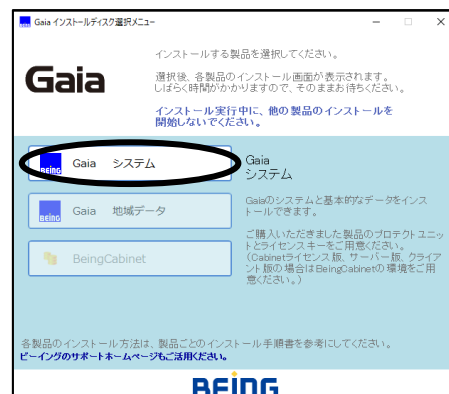 Gaia インストールディスク選択メニュー
Gaia
インストールする製品を選択してください。
選択後、各製品のインストール画面が表示されます。
しばらく時間がかかりますので、そのままお待ちください。
インストール実行中に、他の製品のインストールを
開始しないでください。
BEING
Gaia システム
BEING
Gaia 地域データ
BeingCabinet
Gaia
システム
Gaiaのシステムと基本的なデータをインス
トールできます。
ご購入いただきました製品のプロテクトユニッ
トとライセンスキーをご用意ください。
(Cabinetライセンス版、サーバー版、クライア
ント版の場合はBeingCabinetの環境をご用
意ください。)
各製品のインストール方法は、製品ごとのインストール手順書を参考にしてください。
ビーイングのサポートホームページもご活用ください。
BEING